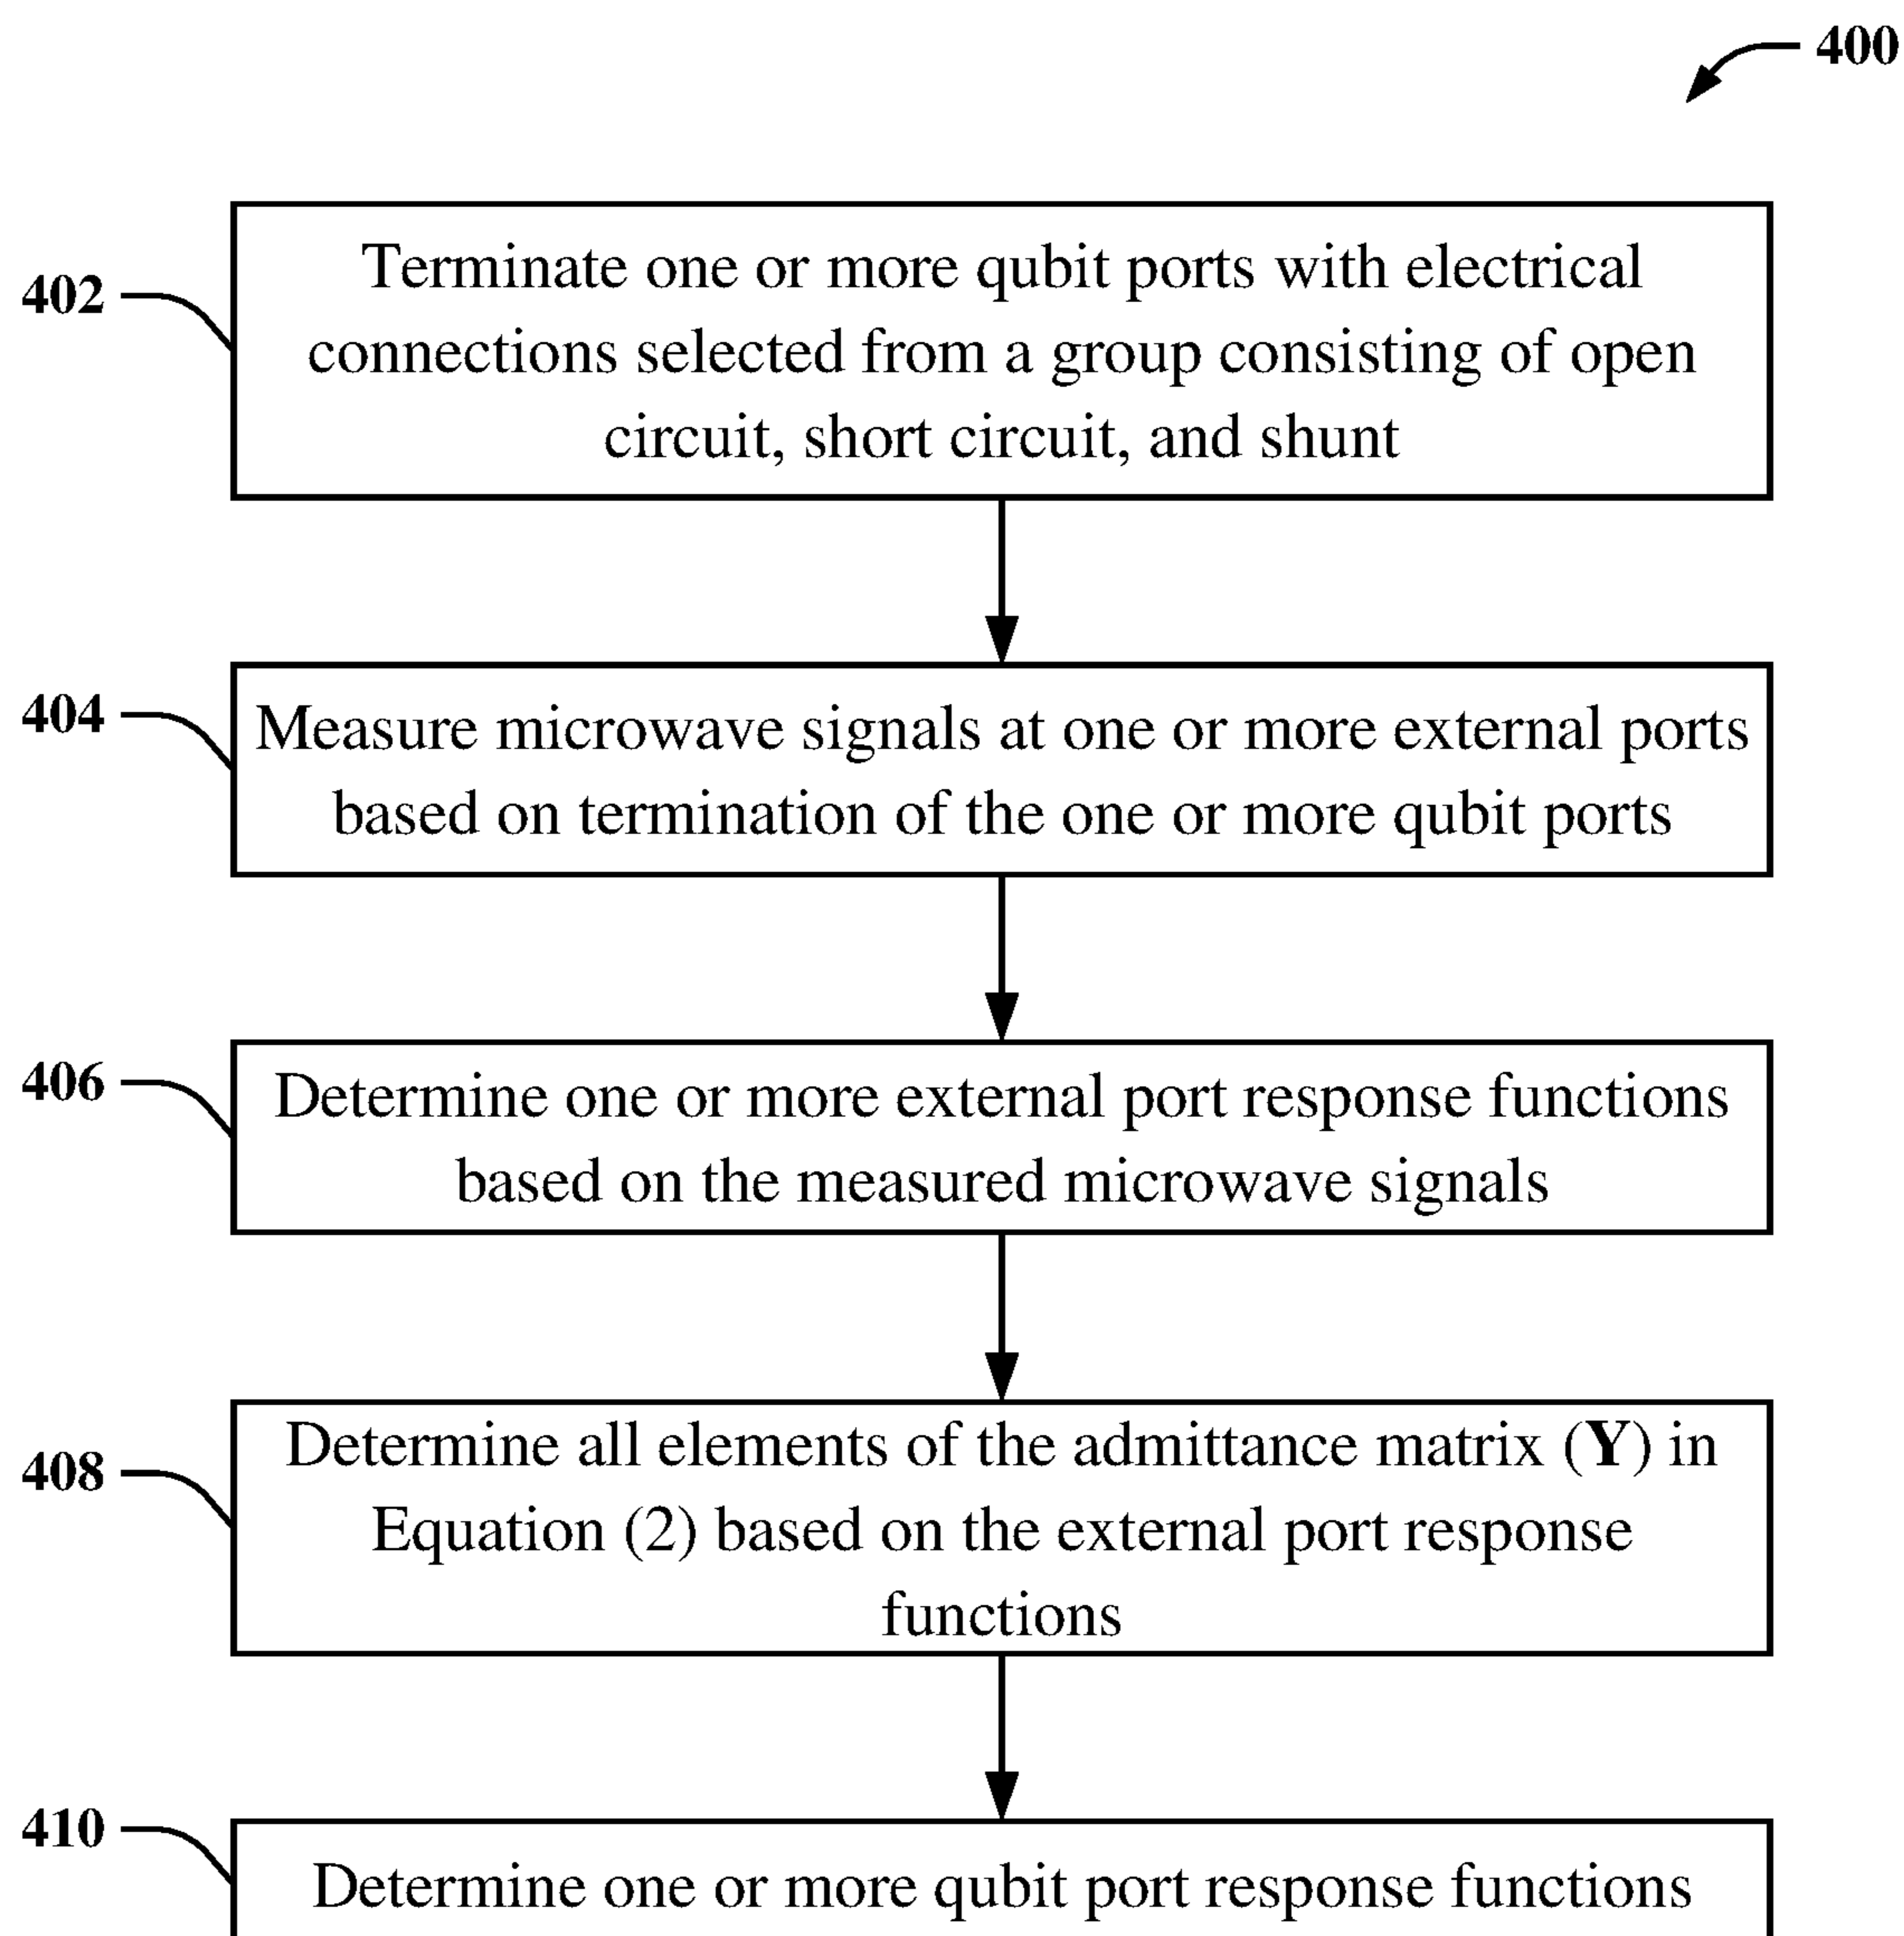 400
402
Terminate one or more qubit ports with electrical
connections selected from a group consisting of open
circuit, short circuit, and shunt
404
Measure microwave signals at one or more external ports
based on termination of the one or more qubit ports
406
Determine one or more external port response functions
based on the measured microwave signals
408
Determine all elements of the admittance matrix (Y) in
Equation (2) based on the external port response
functions
410
Determine one or more qubit port response functions